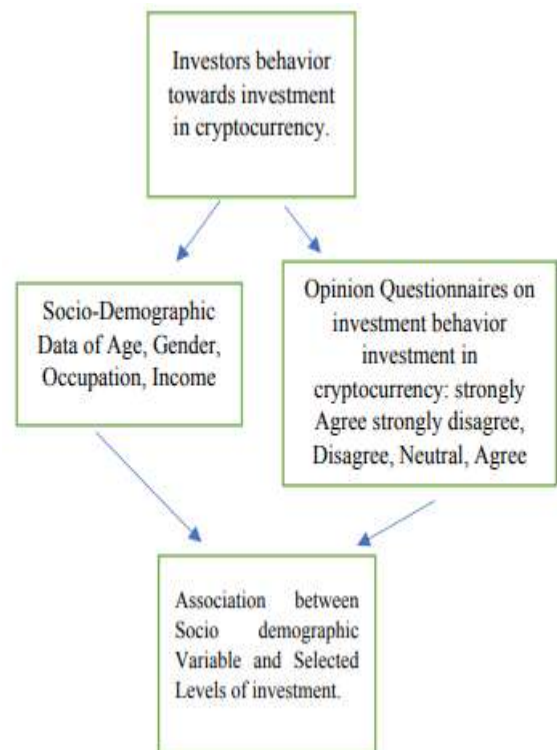 Investors behavior
towards investment
in cryptocurrency.
Socio-Demographic
Data of Age, Gender,
Occupation, Income
Opinion Questionnaires on
investment behavior
investment in
cryptocurrency: strongly
Agree strongly disagree,
Disagree, Neutral, Agree
Association between
Socio demographic
Variable and Selected
Levels of investment.